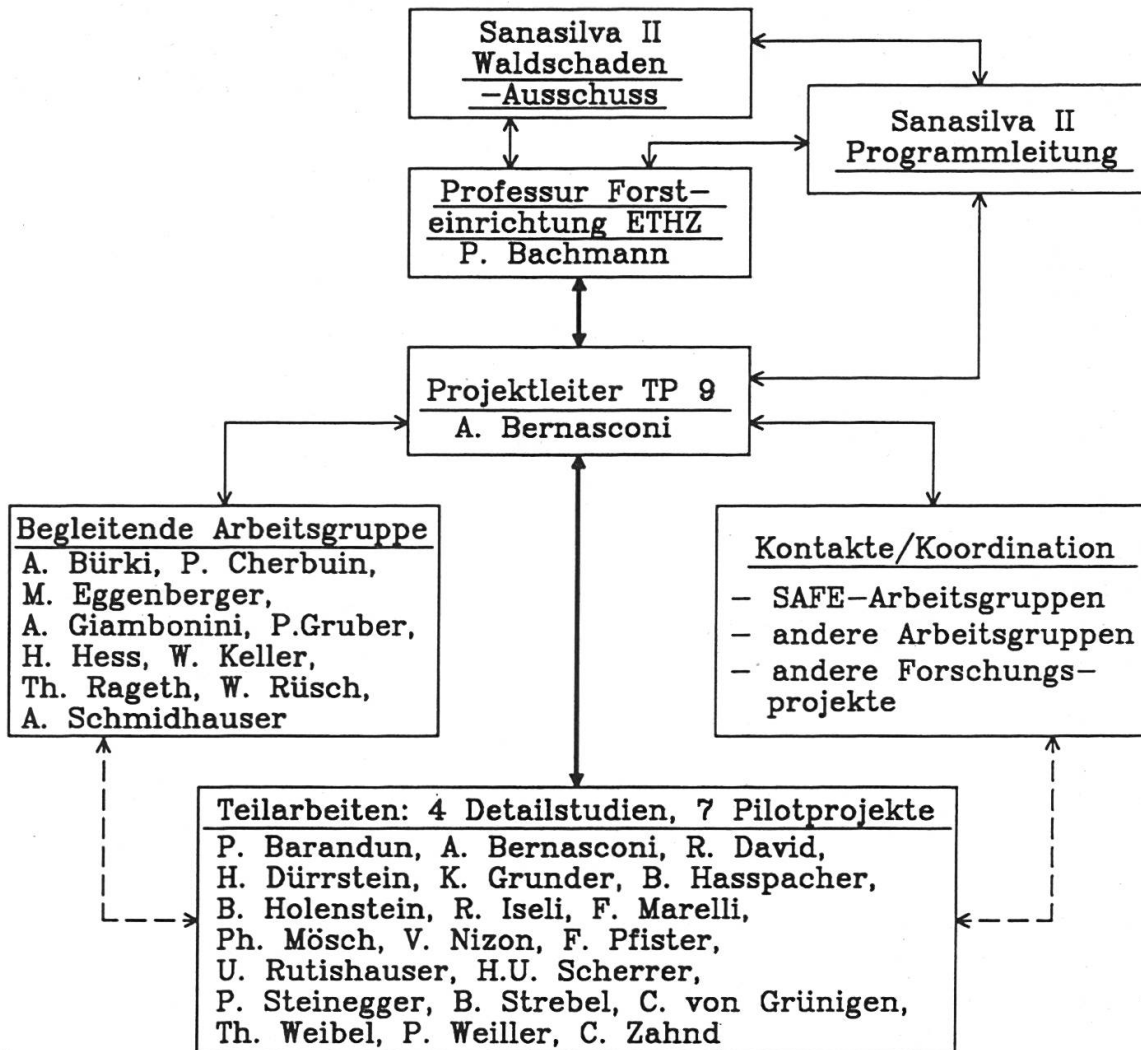 Sanasilva II
Waldschaden
-Ausschuss
Sanasilva II
Programmleitung
Professur Forst-
einrichtung ETHZ
P. Bachmann
Projektleiter TP 9
A. Bernasconi
Begleitende Arbeitsgruppe
A. Bürki, P. Cherbuin,
M. Eggenberger,
A. Giambonini, P.Gruber,
H. Hess, W. Keller,
Th. Rageth, W. Rüsch,
A. Schmidhauser
Kontakte/Koordination
- SAFE-Arbeitsgruppen
- andere Arbeitsgruppen
- andere Forschungs-
projekte
Teilarbeiten: 4 Detailstudien, 7 Pilotprojekte
P. Barandun, A. Bernasconi, R. David,
H. Dürrstein, K. Grunder, B. Hasspacher,
B. Holenstein, R. Iseli, F. Marelli,
Ph. Mösch, V. Nizon, F. Pfister,
U. Rutishauser, H.U. Scherrer,
P. Steinegger, B. Strebel, C. von Grünigen,
Th. Weibel, P. Weiller, C. Zahnd